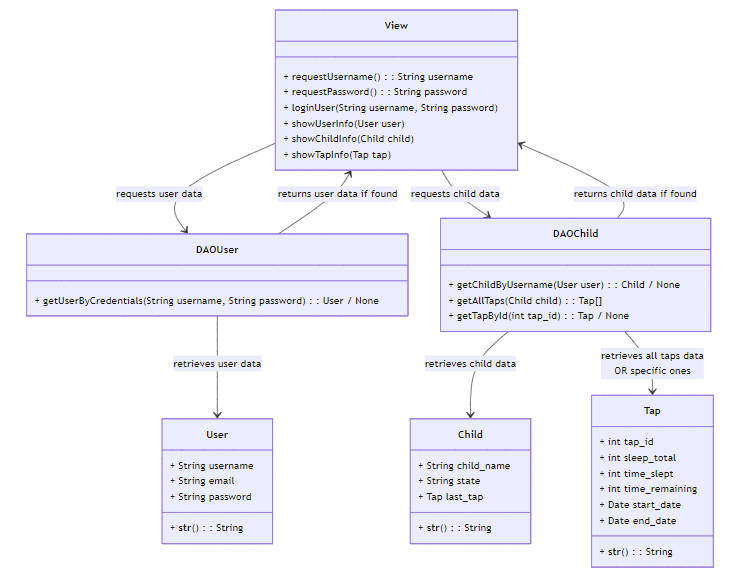 View
+ requestUsername() : : String username
+ requestPassword() : : String password
+ loginUser(String username, String password)
+ showUserInfo(User user)
+ showChildInfo(Child child)
+ showTapInfo(Tap tap)
requests user data
returns user data if found
requests child data
returns child data if found
DAOUser
+ getUserByCredentials(String username, String password) : : User / None
DAOChild
+ getChildByUsername(User user) : : Child / None
+ getAllTaps(Child child) : : Tap[]
+ getTapById(int tap_id) : : Tap / None
retrieves user data
retrieves child data
retrieves all taps data
OR specific ones
User
+ String username
+ String email
+ String password
+ str() : : String
Child
+ String child_name
+ String state
+ Tap last_tap
+ str() : : String
Tap
+ int tap_id
+ int sleep_total
+ int time_slept
+ int time_remaining
+ Date start_date
+ Date end_date
+ str() : : String